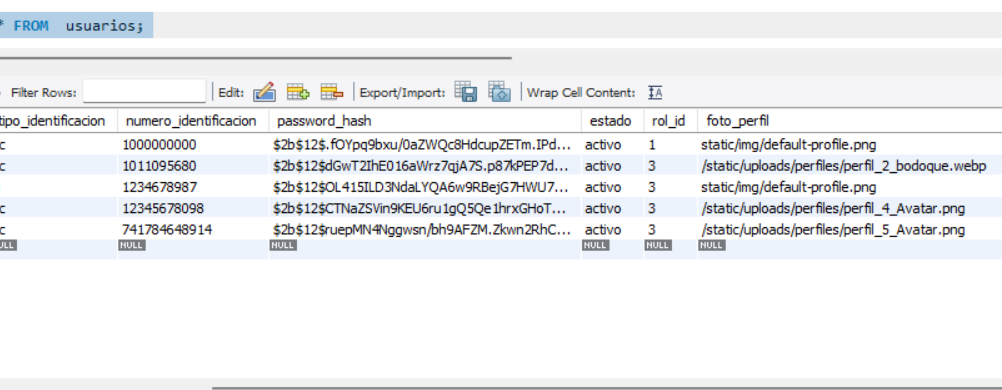 * FROM usuarios;
Filter Rows: Edit: Export/Import: Wrap Cell Content: IA
tipo_identificacion numero_identificacion password_hash estado rol_id foto_perfil
c 1000000000 $2b$12$.fOYpq9bxu/0aZWQc8HdcupZETm.IPd... activo 1 static/img/default-profile.png
c 1011095680 $2b$12$dGwT2IhE016aWrz7qjA7S.p87kPEP7d... activo 3 /static/uploads/perfiles/perfil_2_bodoque.webp
1234678987 $2b$12$OL415ILD3NdaLYQA6w9RBejG7HWU7... activo 3 static/img/default-profile.png
c 12345678098 $2b$12$CTNaZSVin9KEU6ru1gQ5Qe1hrxGHoT... activo 3 /static/uploads/perfiles/perfil_4_Avatar.png
c 741784648914 $2b$12$ruepMN4Nggwsn/bh9AFZM.Zkwn2RhC... activo 3 /static/uploads/perfiles/perfil_5_Avatar.png
ULL NULL NULL NULL NULL NULL